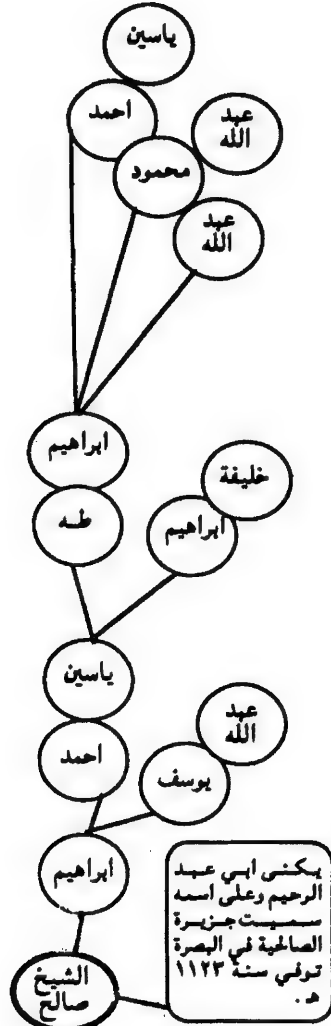 ياسين
احمد
عبد
الله
محمود
عبد
الله
ابراهيم
خليفة
طه
ابراهيم
ياسين
عبد
الله
احمد
يوسف
ابراهيم
يكنى ابي عبد
الرحيم وعلى اسمه
سميت جزيرة
الصالحية في البصرة
توفي سنة ١١٢٣
هـ.
الشيخ
صالح